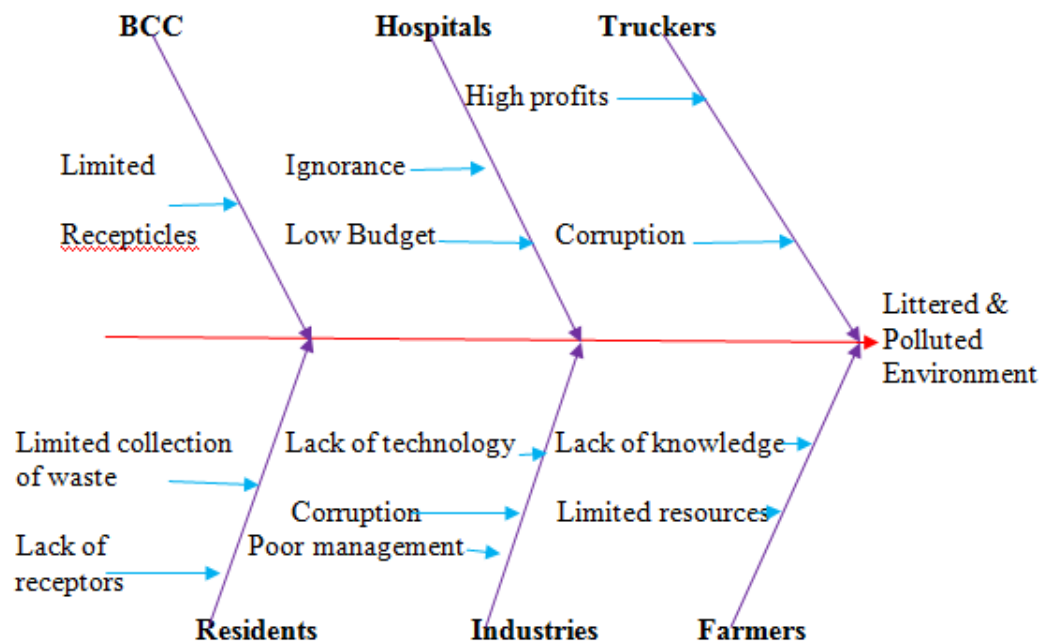 BCC
Hospitals
Truckers
High profits
Limited
Recepticles
Ignorance
Low Budget
Corruption
Littered &
Polluted
Environment
Limited collection
of waste
Lack of
receptors
Lack of technology
Corruption
Poor management
Lack of knowledge
Limited resources
Residents
Industries
Farmers